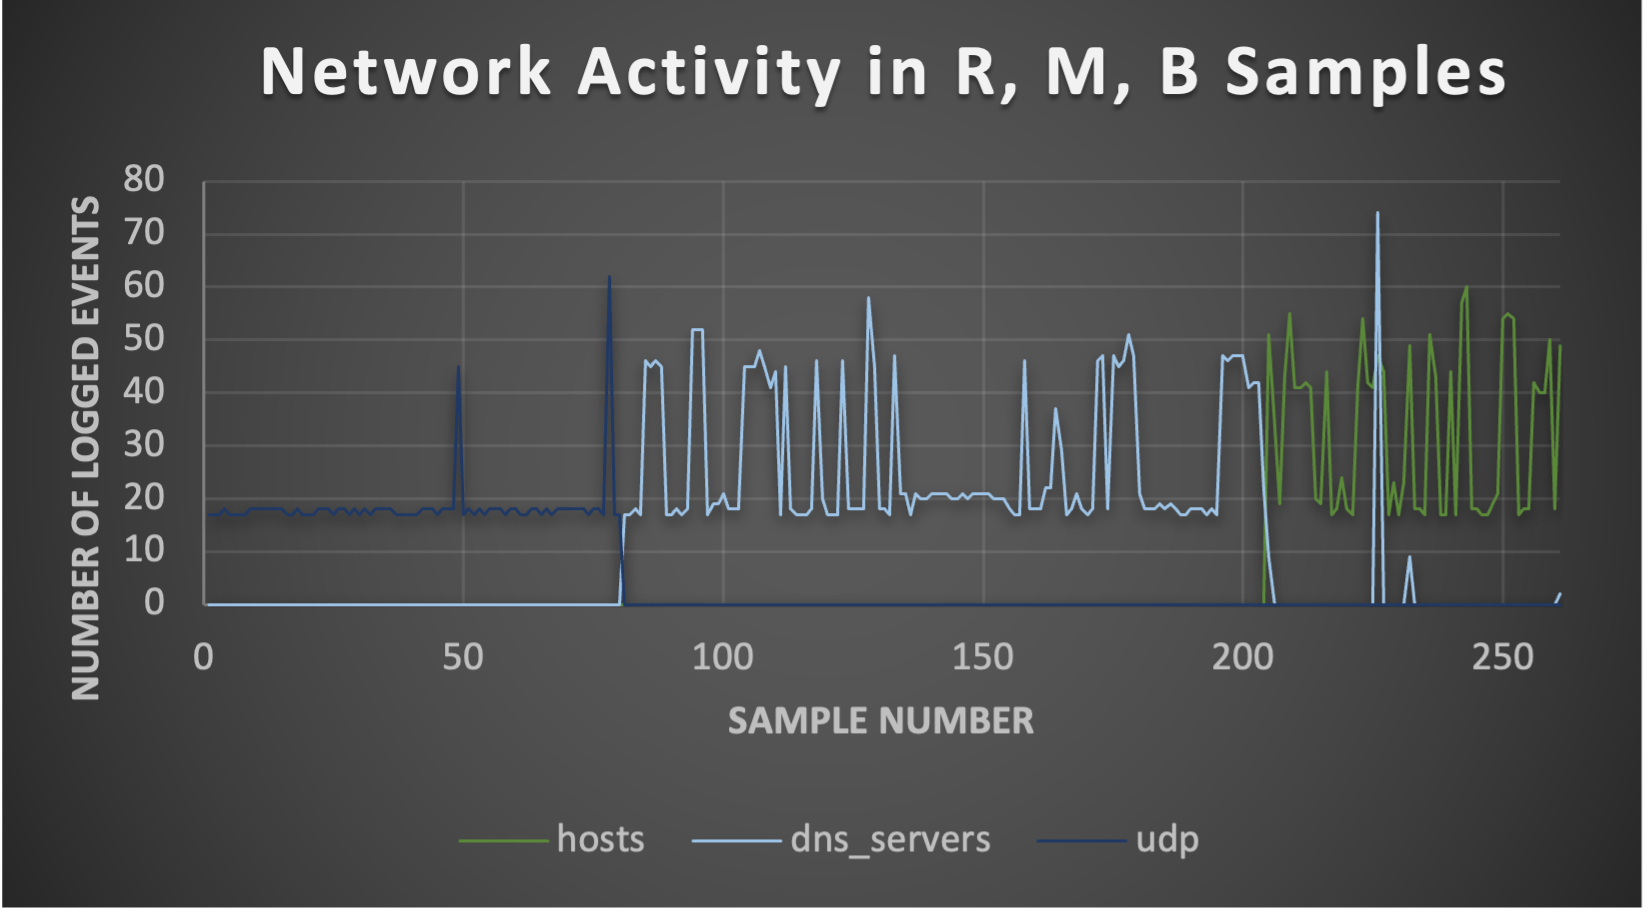 Network Activity in R, M, B Samples
NUMBER OF LOGGED EVENTS
80
70
60
50
40
30
20
10
0
0 50 100 150 200 250
SAMPLE NUMBER
hosts dns_servers udp